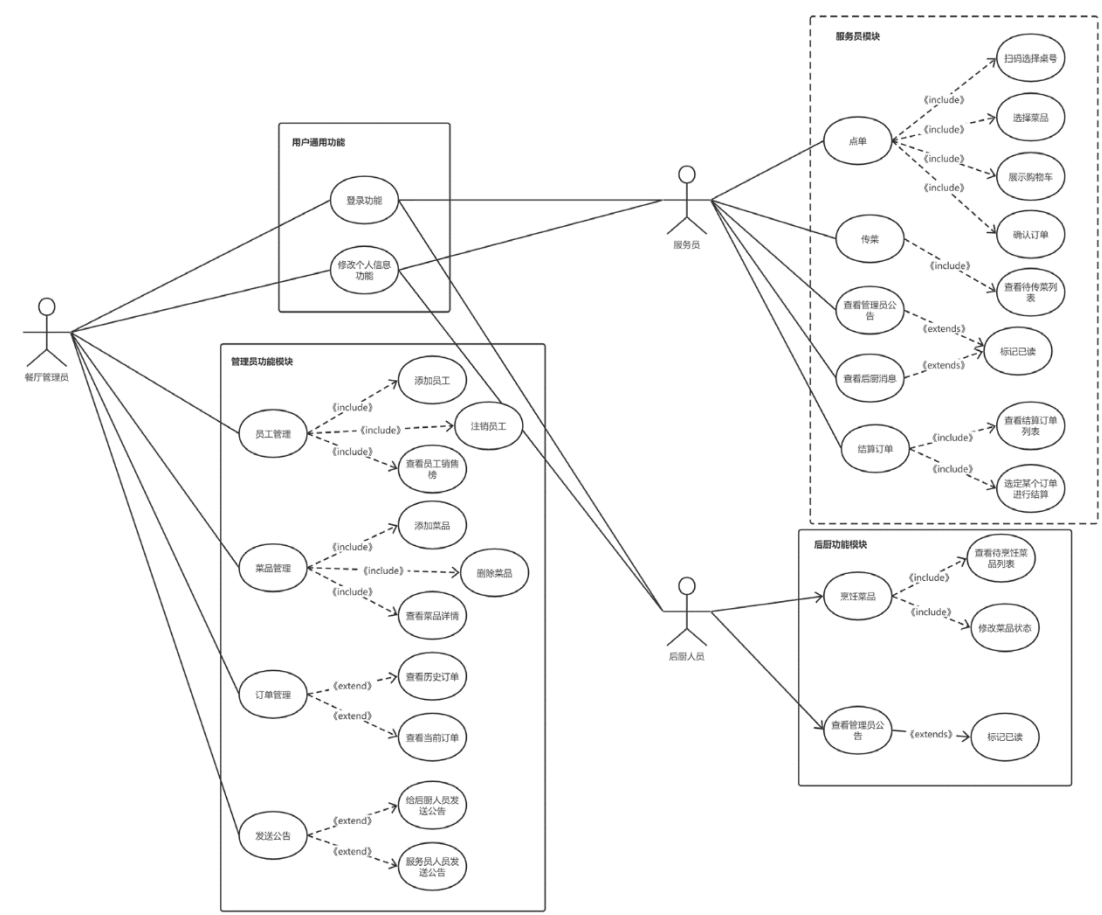 服务员模块
扫码选择桌号
《include》
选择菜品
《include》
点单
《include》
展示购物车
《include》
确认订单
传菜
《include》
查看待传菜列
表
查看管理员公
告
《extends》
标记已读
《extends》
查看后厨消息
查看结算订单
列表
《include》
结算订单
《include》
选定某个订单
进行结算
用户通用功能
登录功能
修改个人信息
功能
服务员
餐厅管理员
管理员功能模块
添加员工
《include》
员工管理
《include》
注销员工
《include》
查看员工销售
榜
添加菜品
《include》
菜品管理
《include》
删除菜品
《include》
查看菜品详情
查看历史订单
《extend》
订单管理
《extend》
查看当前订单
给后厨人员发
送公告
《extend》
发送公告
《extend》
服务员人员发
送公告
后厨人员
后厨功能模块
查看待烹饪菜
品列表
《include》
烹饪菜品
《include》
修改菜品状态
查看管理员公
告
《extends》
标记已读